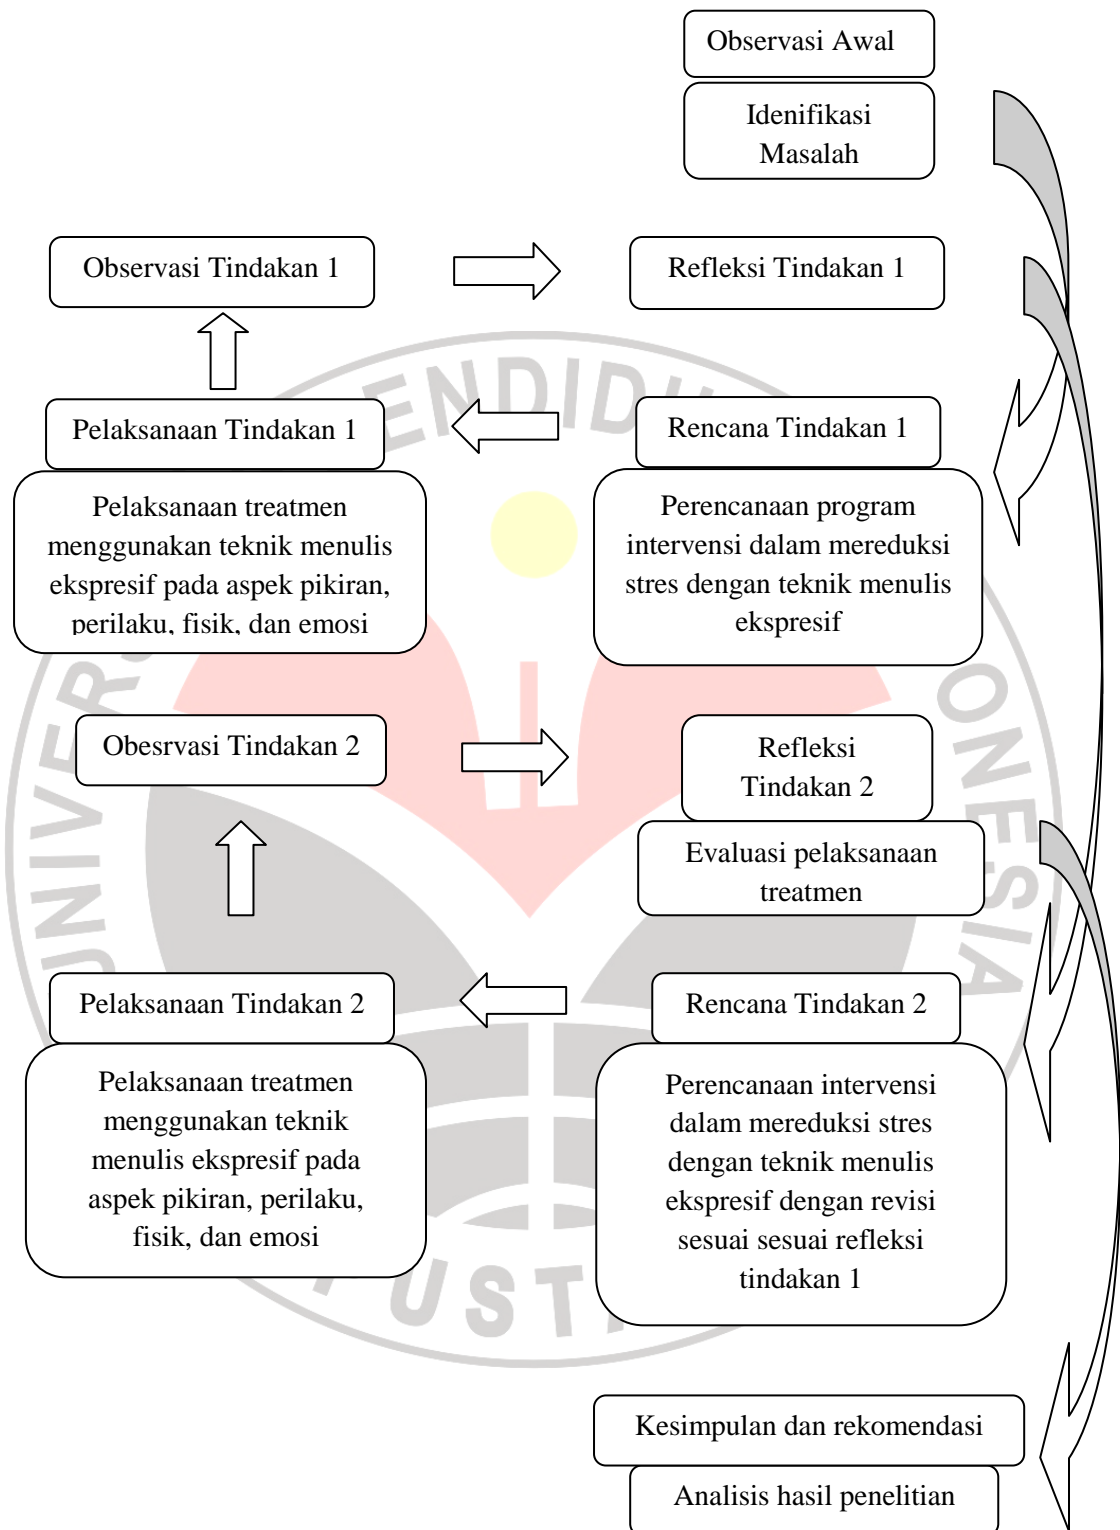 Observasi Awal
Idenifikasi
Masalah
Observasi Tindakan 1
Refleksi Tindakan 1
Pelaksanaan Tindakan 1
Rencana Tindakan 1
Pelaksanaan treatmen
menggunakan teknik menulis
ekspresif pada aspek pikiran,
perilaku, fisik, dan emosi
Perencanaan program
intervensi dalam mereduksi
stres dengan teknik menulis
ekspresif
Obesrvasi Tindakan 2
Refleksi
Tindakan 2
Evaluasi pelaksanaan
treatmen
Pelaksanaan Tindakan 2
Rencana Tindakan 2
Pelaksanaan treatmen
menggunakan teknik
menulis ekspresif pada
aspek pikiran, perilaku,
fisik, dan emosi
Perencanaan intervensi
dalam mereduksi stres
dengan teknik menulis
ekspresif dengan revisi
sesuai sesuai refleksi
tindakan 1
Kesimpulan dan rekomendasi
Analisis hasil penelitian